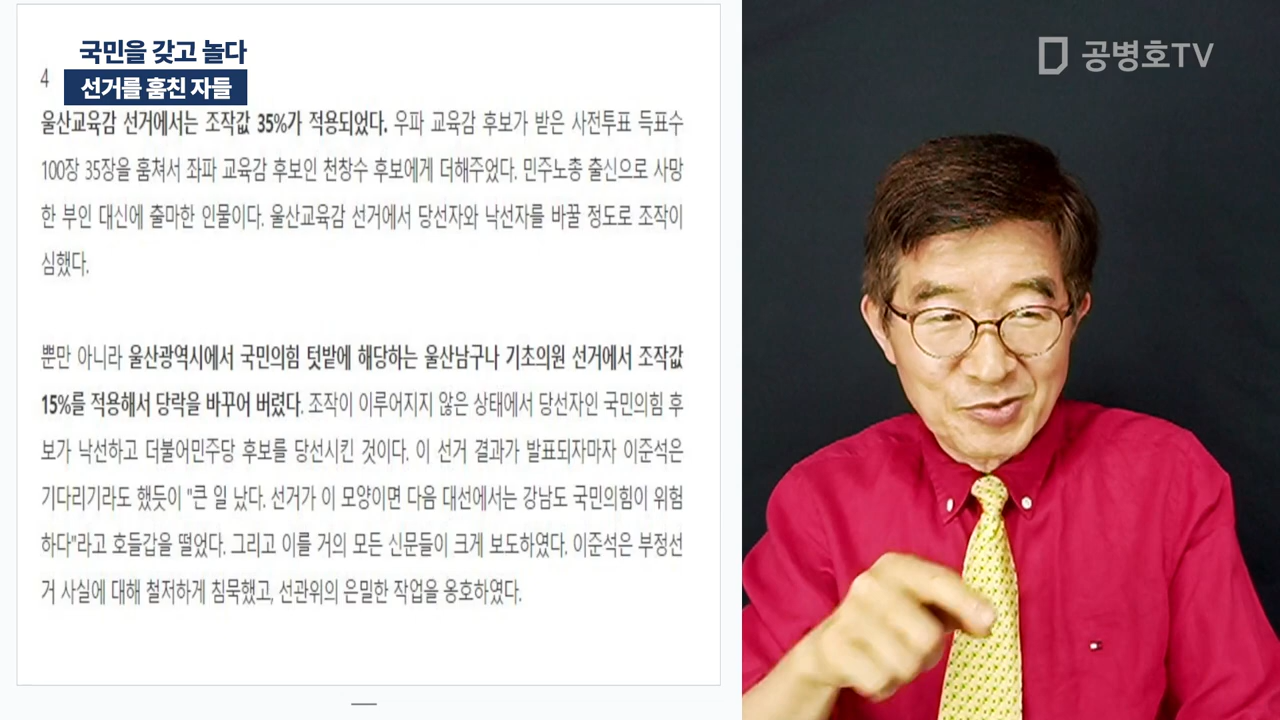 국민을 갖고 놀다
선거를 훔친 자들
공병호TV
4
울산교육감 선거에서는 조작값 35%가 적용되었다. 우파 교육감 후보가 받은 사전투표 득표수
100장 35장을 훔쳐서 좌파 교육감 후보인 천창수 후보에게 더해주었다. 민주노총 출신으로 사망
한 부인 대신에 출마한 인물이다. 울산교육감 선거에서 당선자와 낙선자를 바꿀 정도로 조작이
심했다.
뿐만 아니라 울산광역시에서 국민의힘 텃밭에 해당하는 울산남구나 기초의원 선거에서 조작값
15%를 적용해서 당락을 바꾸어 버렸다. 조작이 이루어지지 않은 상태에서 당선자인 국민의힘 후
보가 낙선하고 더불어민주당 후보를 당선시킨 것이다. 이 선거 결과가 발표되자마자 이준석은
기다리기라도 했듯이 "큰 일 났다. 선거가 이 모양이면 다음 대선에서는 강남도 국민의힘이 위험
하다"라고 호들갑을 떨었다. 그리고 이를 거의 모든 신문들이 크게 보도하였다. 이준석은 부정선
거 사실에 대해 철저하게 침묵했고, 선관위의 은밀한 작업을 옹호하였다.